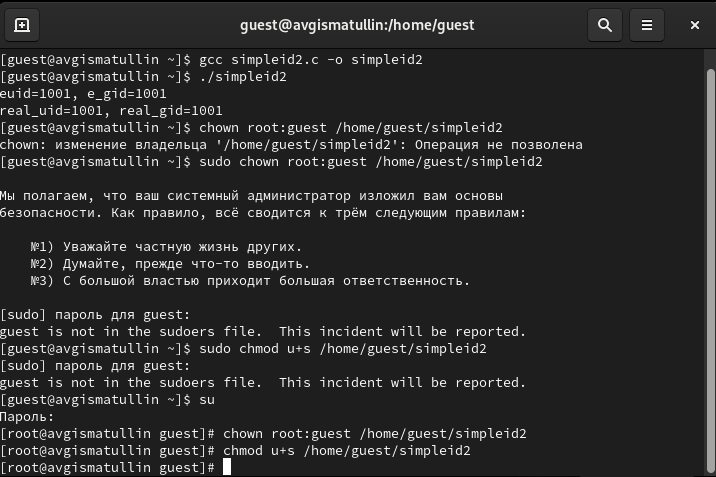 guest@avgismatullin:/home/guest
[guest@avgismatullin ~]$ gcc simpleid2.c -o simpleid2
[guest@avgismatullin ~]$ ./simpleid2
euid=1001, e_gid=1001
real_uid=1001, real_gid=1001
[guest@avgismatullin ~]$ chown root:guest /home/guest/simpleid2
chown: изменение владельца '/home/guest/simpleid2': Операция не позволена
[guest@avgismatullin ~]$ sudo chown root:guest /home/guest/simpleid2
Мы полагаем, что ваш системный администратор изложил вам основы
безопасности. Как правило, всё сводится к трём следующим правилам:
№1) Уважайте частную жизнь других.
№2) Думайте, прежде что-то вводить.
№3) С большой властью приходит большая ответственность.
[sudo] пароль для guest:
guest is not in the sudoers file.  This incident will be reported.
[guest@avgismatullin ~]$ sudo chmod u+s /home/guest/simpleid2
[sudo] пароль для guest:
guest is not in the sudoers file.  This incident will be reported.
[guest@avgismatullin ~]$ su
Пароль:
[root@avgismatullin guest]# chown root:guest /home/guest/simpleid2
[root@avgismatullin guest]# chmod u+s /home/guest/simpleid2
[root@avgismatullin guest]#